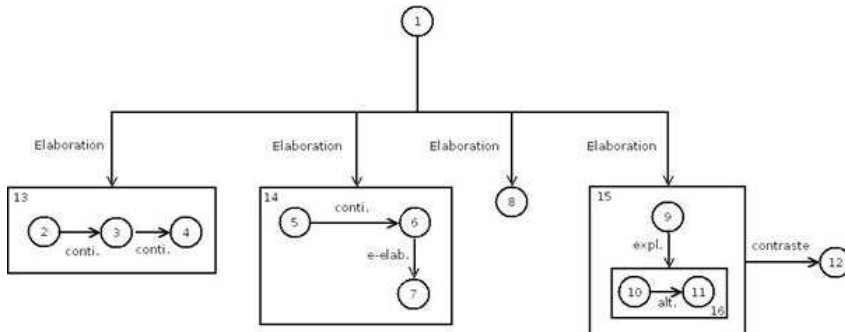 1
Elaboration
Elaboration
Elaboration
Elaboration
13
2
3
4
conti.
conti.
14
5
conti.
6
e-elab.
7
8
15
9
expl.
10
11
alt.
16
contraste
12